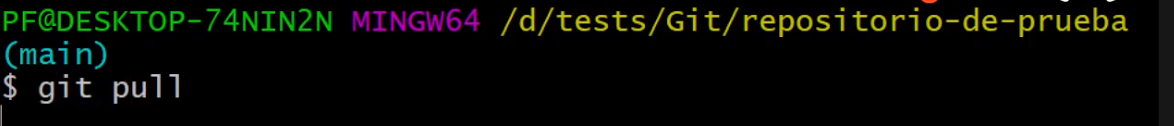 PF@DESKTOP-74NIN2N MINGW64 /d/tests/Git/repositorio-de-prueba
(main)
$ git pull